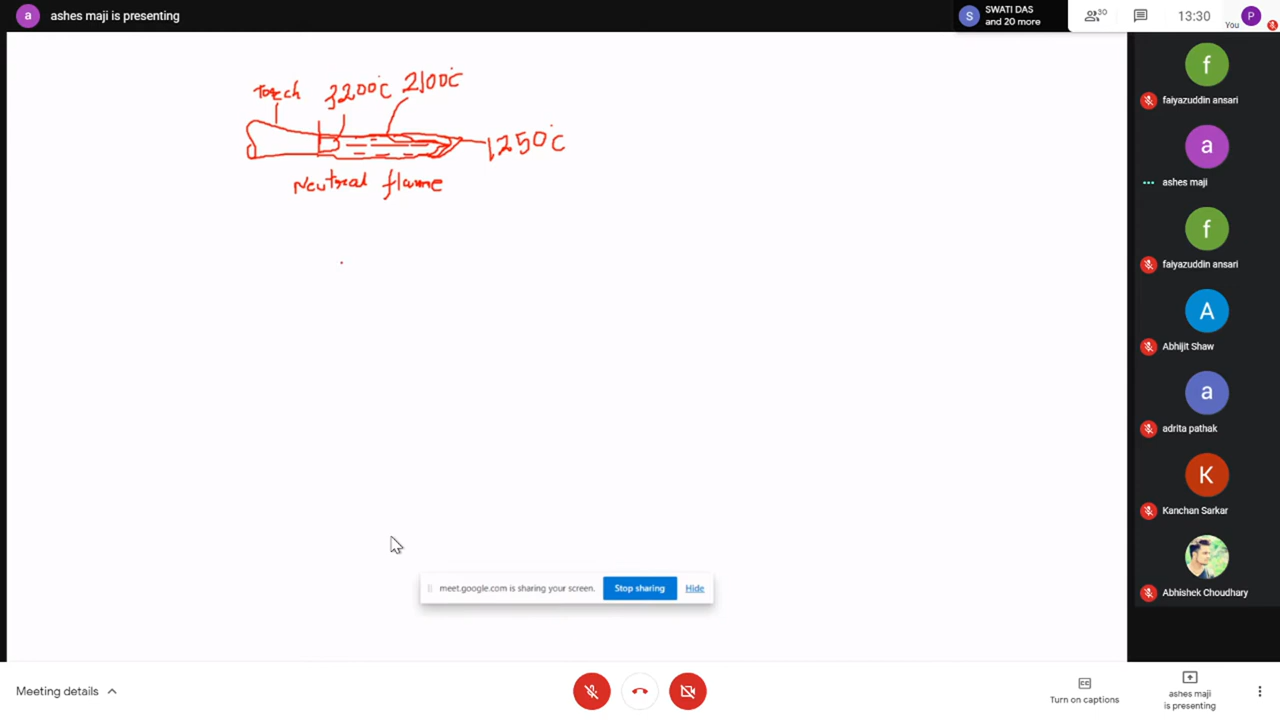 a ashes maji is presenting
S SWATI DAS
and 20 more
30
13:30
You
P
Torch 3200°C 2100°C
1250°C
Neutral flame
f
faiyazuddin ansari
a
ashes maji
f
faiyazuddin ansari
A
Abhijit Shaw
a
adrita pathak
K
Kanchan Sarkar
Abhishek Choudhary
meet.google.com is sharing your screen. Stop sharing Hide
Meeting details
CC
Turn on captions
ashes maji
is presenting